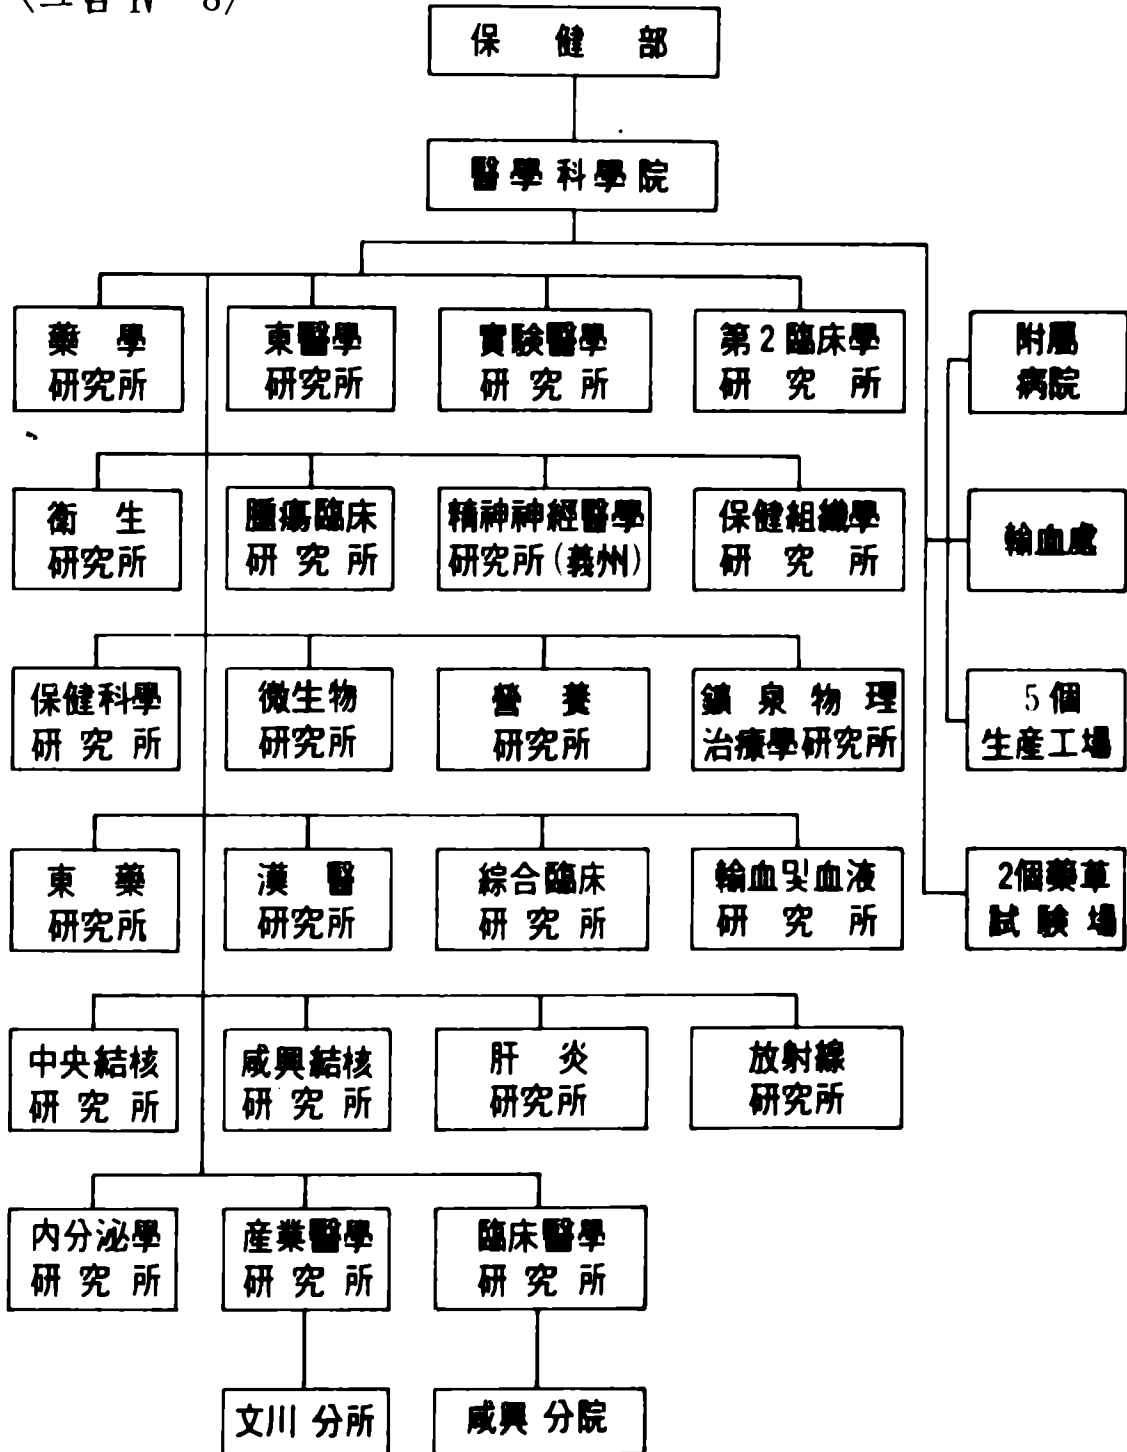 保健部
醫學科學院
藥學
研究所
東醫學
研究所
實驗醫學
研究所
第2臨床學
研究所
附屬
病院
衛生
研究所
腫瘍臨床
研究所
精神神經醫學
研究所(義州)
保健組織學
研究所
輸血處
保健科學
研究所
微生物
研究所
營養
研究所
鑛泉物理
治療學研究所
5個
生産工場
東藥
研究所
漢醫
研究所
綜合臨床
研究所
輸血및血液
研究所
2個藥草
試驗場
中央結核
研究所
咸興結核
研究所
肝炎
研究所
放射線
研究所
内分泌學
研究所
産業醫學
研究所
臨床醫學
研究所
文川分所
咸興分院